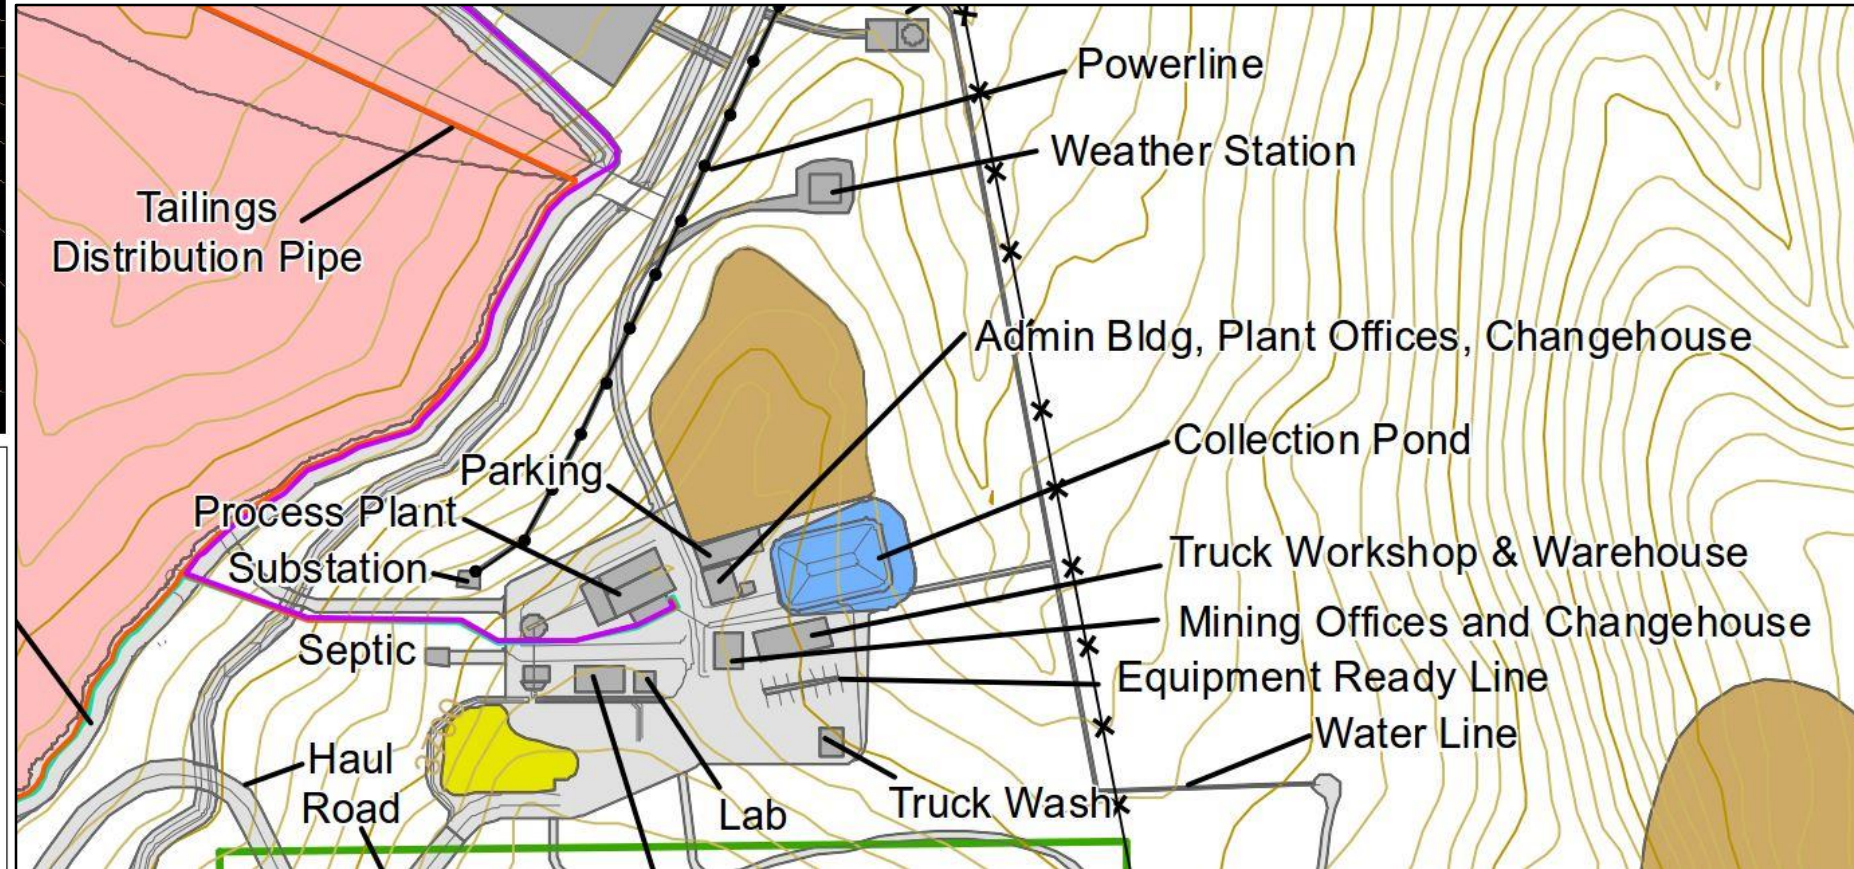 Powerline
Weather Station
Tailings
Distribution Pipe
Admin Bldg, Plant Offices, Changehouse
Collection Pond
Parking
Process Plant
Substation
Truck Workshop & Warehouse
Mining Offices and Changehouse
Septic
Equipment Ready Line
Water Line
Haul
Road
Truck Wash
Lab